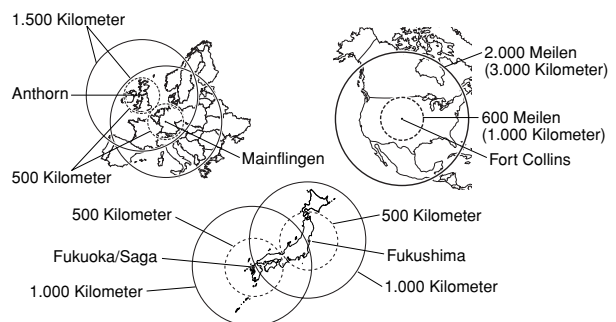 1.500 Kilometer
Anthorn
500 Kilometer
Mainflingen
2.000 Meilen
(3.000 Kilometer)
600 Meilen
(1.000 Kilometer)
Fort Collins
500 Kilometer
Fukuoka/Saga
1.000 Kilometer
500 Kilometer
Fukushima
1.000 Kilometer